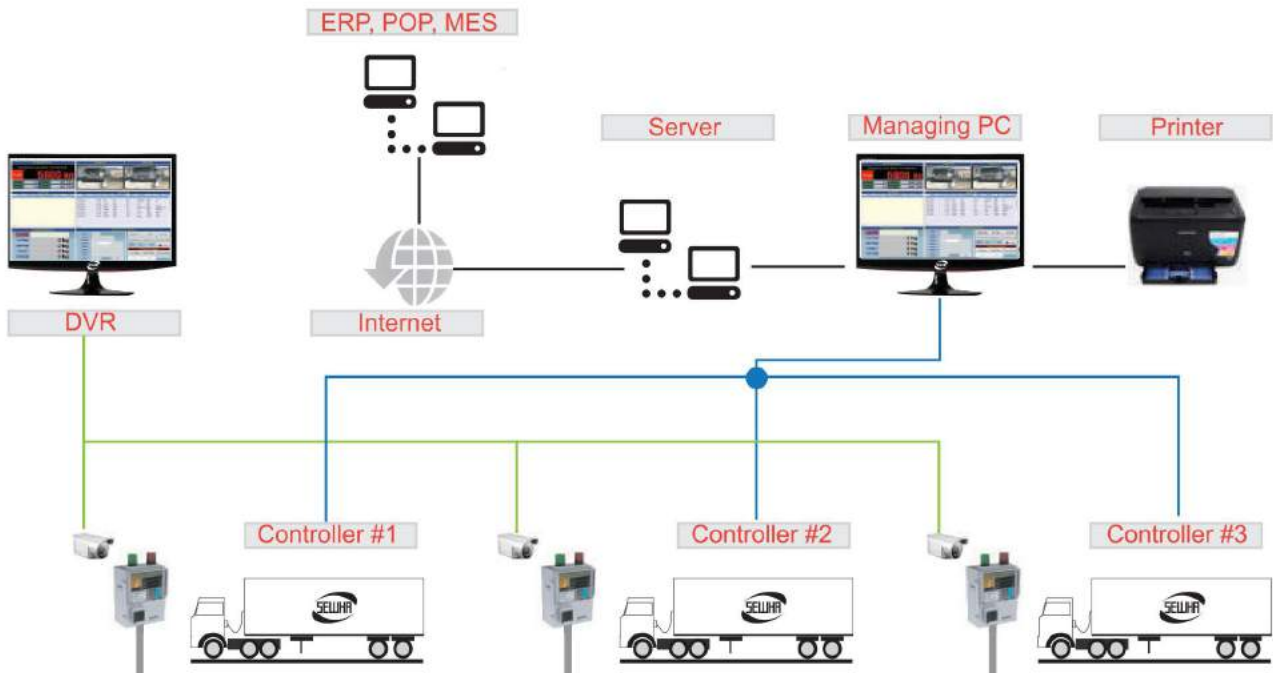 ERP, POP, MES
Server
Managing PC
Printer
DVR
Internet
Controller #1
Controller #2
Controller #3
SEWHA
SEWHA
SEWHA